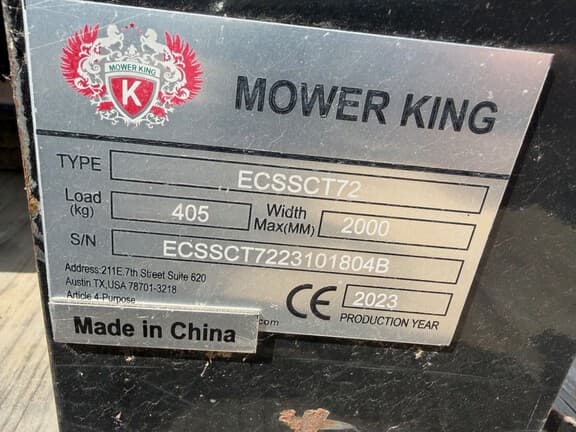 MOWER KING
K
MOWER KING
TYPE ECSSCT72
Load (kg) 405 Width Max(MM) 2000
S/N ECSSCT7223101804B
Address:211E.7th Street Suite 620
Austin TX,USA 78701-3218
Article 4-Purpose
CE 2023
.com PRODUCTION YEAR
Made in China